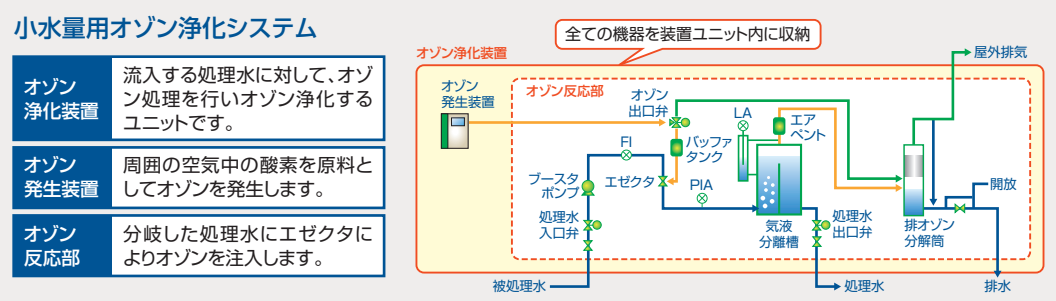 小水量用オゾン浄化システム
オゾン
浄化装置
流入する処理水に対して、オゾ
ン処理を行いオゾン浄化する
ユニットです。
オゾン
発生装置
周囲の空気中の酸素を原料と
してオゾンを発生します。
オゾン
反応部
分岐した処理水にエゼクタに
よりオゾンを注入します。
全ての機器を装置ユニット内に収納
オゾン浄化装置
屋外排気
オゾン
発生装置
オゾン反応部
オゾン
出口弁
LA
エア
ベント
FI
バッファ
タンク
ブースタ
ポンプ
エゼクタ
PIA
開放
処理水
入口弁
気液
分離槽
処理水
出口弁
排オゾン
分解筒
被処理水
処理水
排水